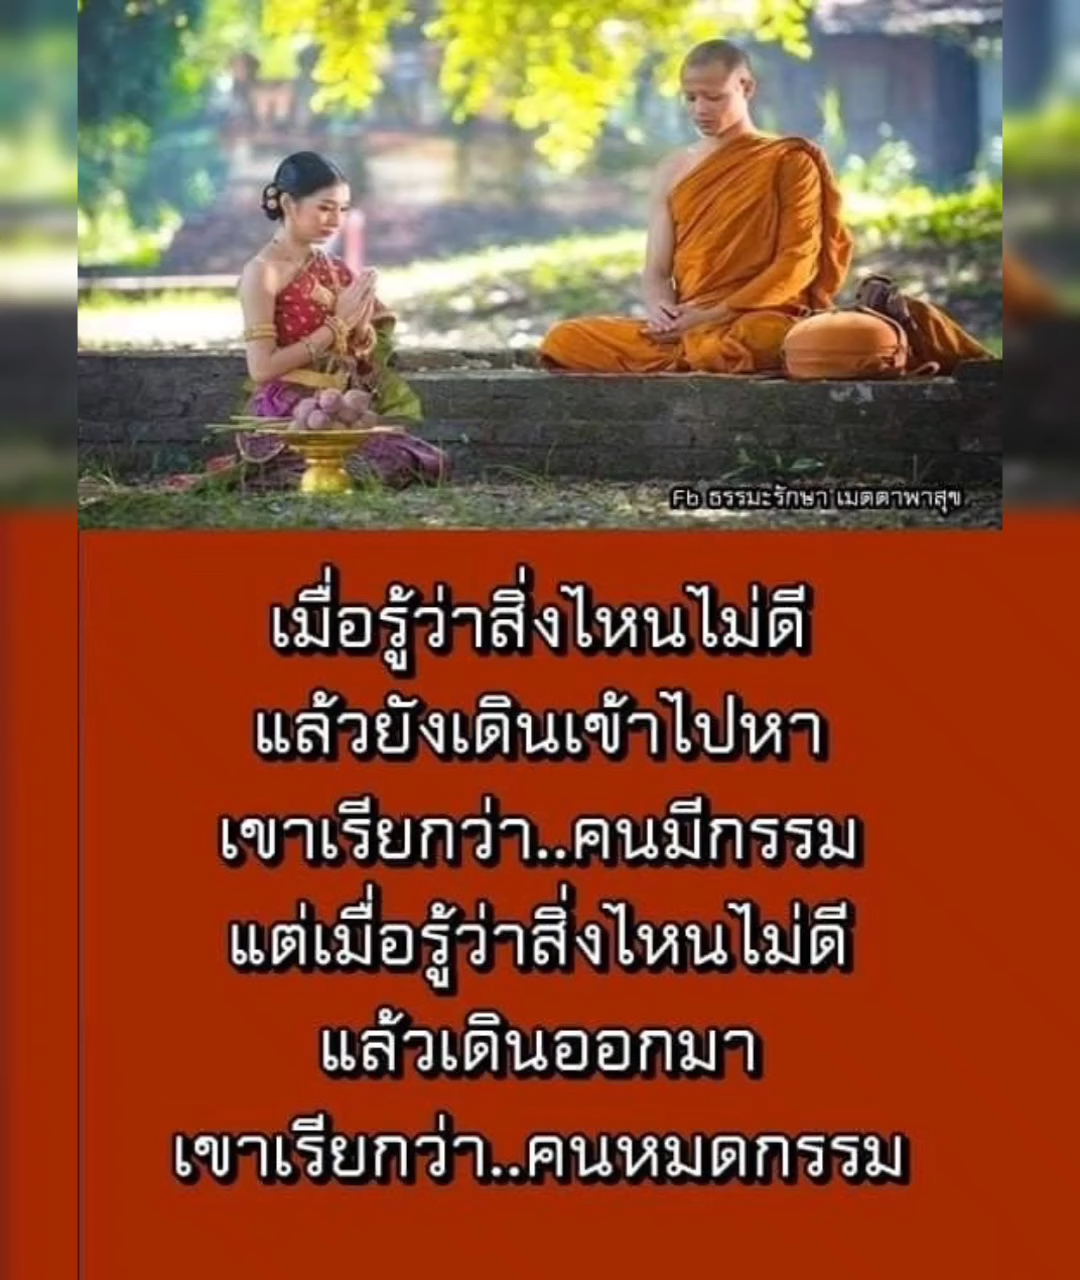 Fb ธรรมะรักษา เมตตาพาสุข
เมื่อรู้ว่าสิ่งไหนไม่ดี
แล้วยังเดินเข้าไปหา
เขาเรียกว่า..คนมีกรรม
แต่เมื่อรู้ว่าสิ่งไหนไม่ดี
แล้วเดินออกมา
เขาเรียกว่า..คนหมดกรรม